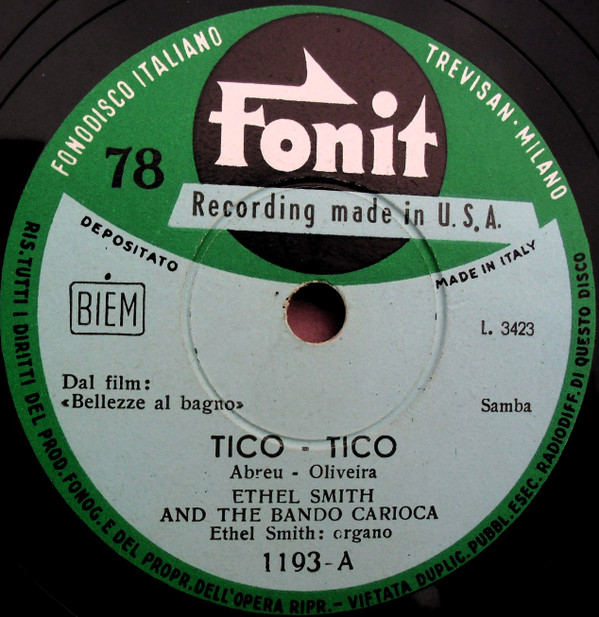 FONODISCO ITALIANO
TREVISAN · MILANO
Fonit
78
Recording made in U.S.A.
DEPOSITATO
MADE IN ITALY
BIEM
L. 3423
Dal film:
«Bellezze al bagno»
Samba
TICO - TICO
Abreu - Oliveira
ETHEL SMITH
AND THE BANDO CARIOCA
Ethel Smith: organo
1193-A
RIS. TUTTI I DIRITTI DEL PROD. FONOG. E DEL PROPR. DELL'OPERA RIPR. - VIETATA DUPLIC. PUBBL. ESEC. RADIODIFF. DI QUESTO DISCO